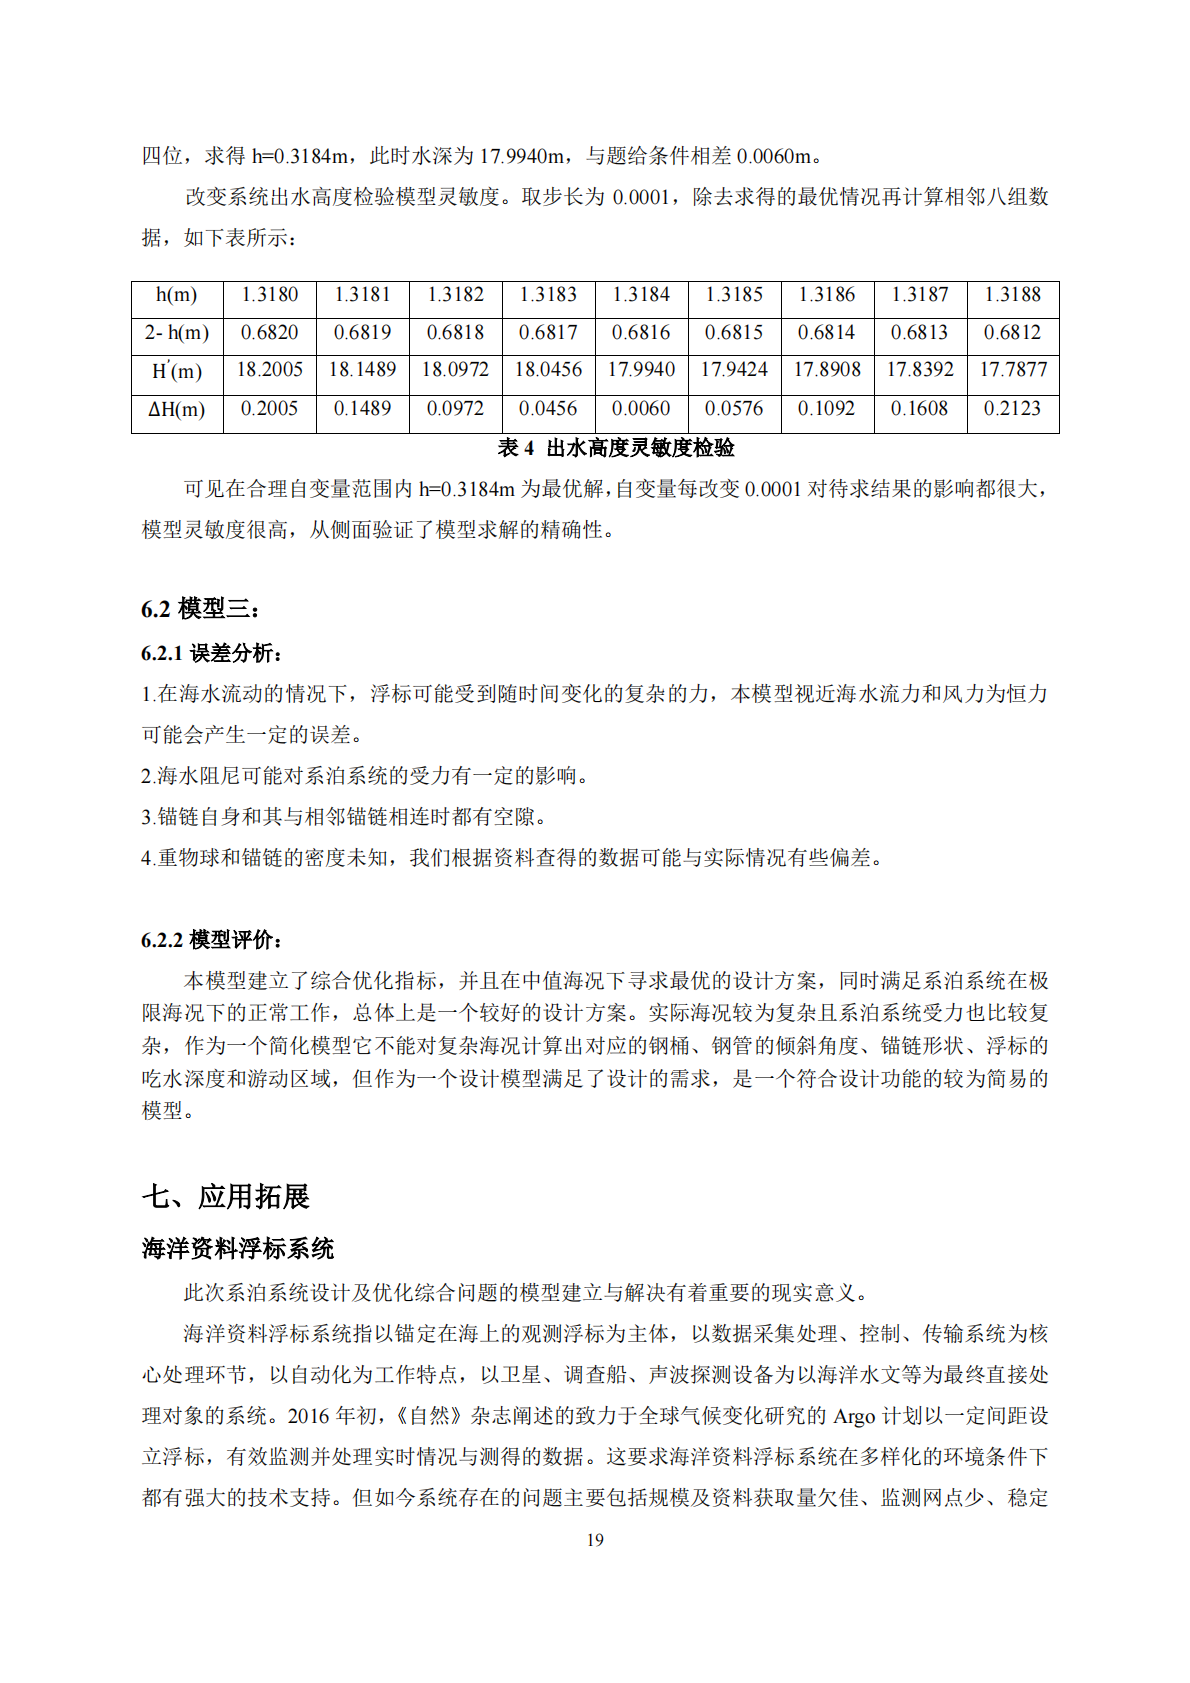 四位，求得 h=0.3184m，此时水深为 17.9940m，与题给条件相差 0.0060m。
改变系统出水高度检验模型灵敏度。取步长为 0.0001，除去求得的最优情况再计算相邻八组数
据，如下表所示：
h(m) 1.3180 1.3181 1.3182 1.3183 1.3184 1.3185 1.3186 1.3187 1.3188
2- h(m) 0.6820 0.6819 0.6818 0.6817 0.6816 0.6815 0.6814 0.6813 0.6812
H′(m) 18.2005 18.1489 18.0972 18.0456 17.9940 17.9424 17.8908 17.8392 17.7877
ΔH(m) 0.2005 0.1489 0.0972 0.0456 0.0060 0.0576 0.1092 0.1608 0.2123
表 4 出水高度灵敏度检验
可见在合理自变量范围内 h=0.3184m 为最优解，自变量每改变 0.0001 对待求结果的影响都很大，
模型灵敏度很高，从侧面验证了模型求解的精确性。
6.2 模型三：
6.2.1 误差分析：
1.在海水流动的情况下，浮标可能受到随时间变化的复杂的力，本模型视近海水流力和风力为恒力
可能会产生一定的误差。
2.海水阻尼可能对系泊系统的受力有一定的影响。
3.锚链自身和其与相邻锚链相连时都有空隙。
4.重物球和锚链的密度未知，我们根据资料查得的数据可能与实际情况有些偏差。
6.2.2 模型评价：
本模型建立了综合优化指标，并且在中值海况下寻求最优的设计方案，同时满足系泊系统在极
限海况下的正常工作，总体上是一个较好的设计方案。实际海况较为复杂且系泊系统受力也比较复
杂，作为一个简化模型它不能对复杂海况计算出对应的钢桶、钢管的倾斜角度、锚链形状、浮标的
吃水深度和游动区域，但作为一个设计模型满足了设计的需求，是一个符合设计功能的较为简易的
模型。
七、应用拓展
海洋资料浮标系统
此次系泊系统设计及优化综合问题的模型建立与解决有着重要的现实意义。
海洋资料浮标系统指以锚定在海上的观测浮标为主体，以数据采集处理、控制、传输系统为核
心处理环节，以自动化为工作特点，以卫星、调查船、声波探测设备为以海洋水文等为最终直接处
理对象的系统。2016 年初，《自然》杂志阐述的致力于全球气候变化研究的 Argo 计划以一定间距设
立浮标，有效监测并处理实时情况与测得的数据。这要求海洋资料浮标系统在多样化的环境条件下
都有强大的技术支持。但如今系统存在的问题主要包括规模及资料获取量欠佳、监测网点少、稳定
19